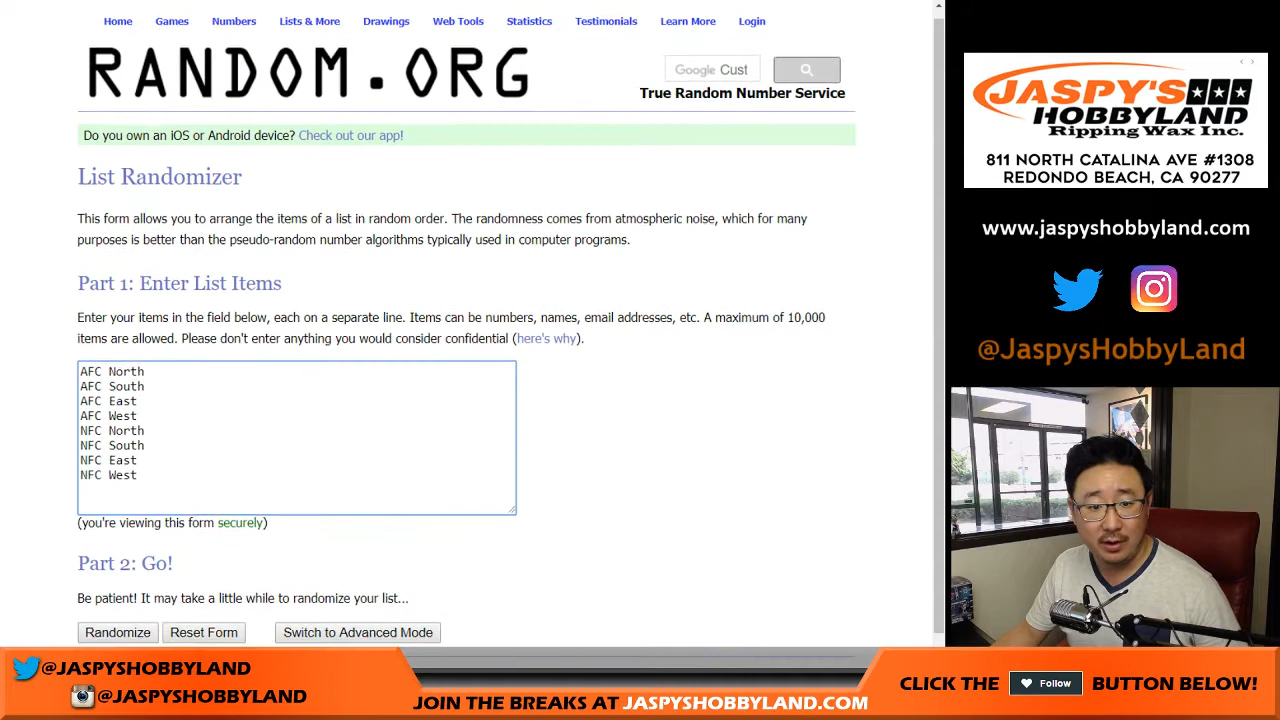 Home Games Numbers Lists & More Drawings Web Tools Statistics Testimonials Learn More Login
RANDOM.ORG
Google Cust
True Random Number Service
Do you own an iOS or Android device? Check out our app!
List Randomizer
This form allows you to arrange the items of a list in random order. The randomness comes from atmospheric noise, which for many
purposes is better than the pseudo-random number algorithms typically used in computer programs.
Part 1: Enter List Items
Enter your items in the field below, each on a separate line. Items can be numbers, names, email addresses, etc. A maximum of 10,000
items are allowed. Please don't enter anything you would consider confidential (here's why).
AFC North
AFC South
AFC East
AFC West
NFC North
NFC South
NFC East
NFC West
(you're viewing this form securely)
Part 2: Go!
Be patient! It may take a little while to randomize your list...
Randomize Reset Form Switch to Advanced Mode
JASPY'S
HOBBYLAND
Ripping Wax Inc.
811 NORTH CATALINA AVE #1308
REDONDO BEACH, CA 90277
www.jaspyshobbyland.com
@JaspysHobbyLand
@JASPYSHOBBYLAND
@JASPYSHOBBYLAND
JOIN THE BREAKS AT JASPYSHOBBYLAND.COM
CLICK THE Follow BUTTON BELOW!